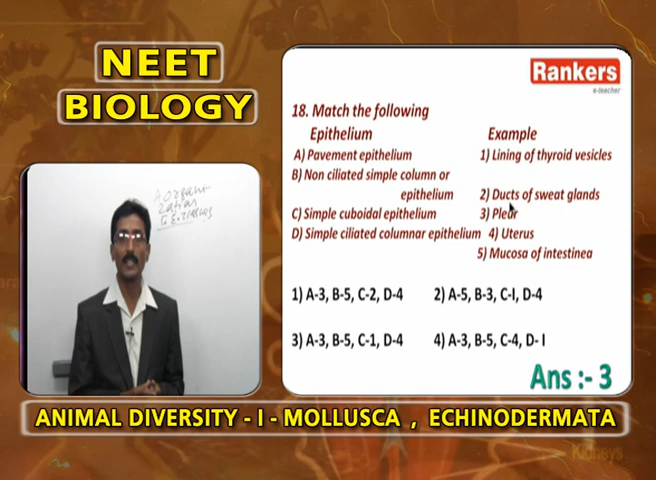 NEET
BIOLOGY
Rankers
e-teacher
18. Match the following
Epithelium Example
A) Pavement epithelium 1) Lining of thyroid vesicles
B) Non ciliated simple column or
epithelium 2) Ducts of sweat glands
C) Simple cuboidal epithelium 3) Pleur
D) Simple ciliated columnar epithelium 4) Uterus
5) Mucosa of intestinea
1) A-3, B-5, C-2, D-4 2) A-5, B-3, C-I, D-4
3) A-3, B-5, C-1, D-4 4) A-3, B-5, C-4, D- I
Ans :- 3
ANIMAL DIVERSITY - I - MOLLUSCA , ECHINODERMATA
Kidneys